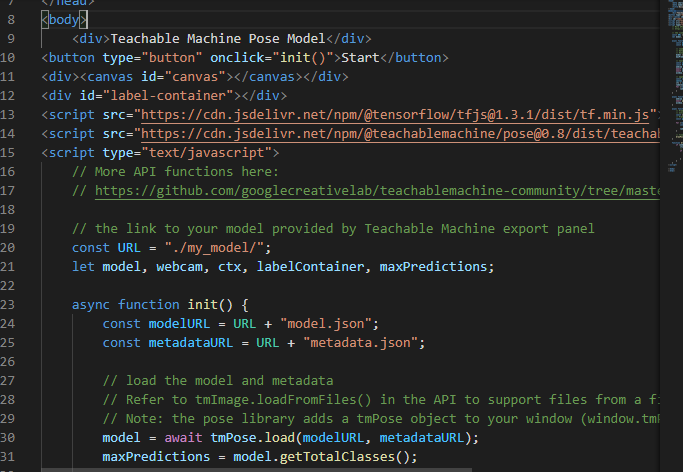 7 </head>
8 <body>
9 <div>Teachable Machine Pose Model</div>
10 <button type="button" onclick="init()">Start</button>
11 <div><canvas id="canvas"></canvas></div>
12 <div id="label-container"></div>
13 <script src="https://cdn.jsdelivr.net/npm/@tensorflow/tfjs@1.3.1/dist/tf.min.js"
14 <script src="https://cdn.jsdelivr.net/npm/@teachablemachine/pose@0.8/dist/teachab
15 <script type="text/javascript">
16 // More API functions here:
17 // https://github.com/googlecreativelab/teachablemachine-community/tree/maste
18
19 // the link to your model provided by Teachable Machine export panel
20 const URL = "./my_model/";
21 let model, webcam, ctx, labelContainer, maxPredictions;
22
23 async function init() {
24 const modelURL = URL + "model.json";
25 const metadataURL = URL + "metadata.json";
26
27 // load the model and metadata
28 // Refer to tmImage.loadFromFiles() in the API to support files from a fi
29 // Note: the pose library adds a tmPose object to your window (window.tmP
30 model = await tmPose.load(modelURL, metadataURL);
31 maxPredictions = model.getTotalClasses();